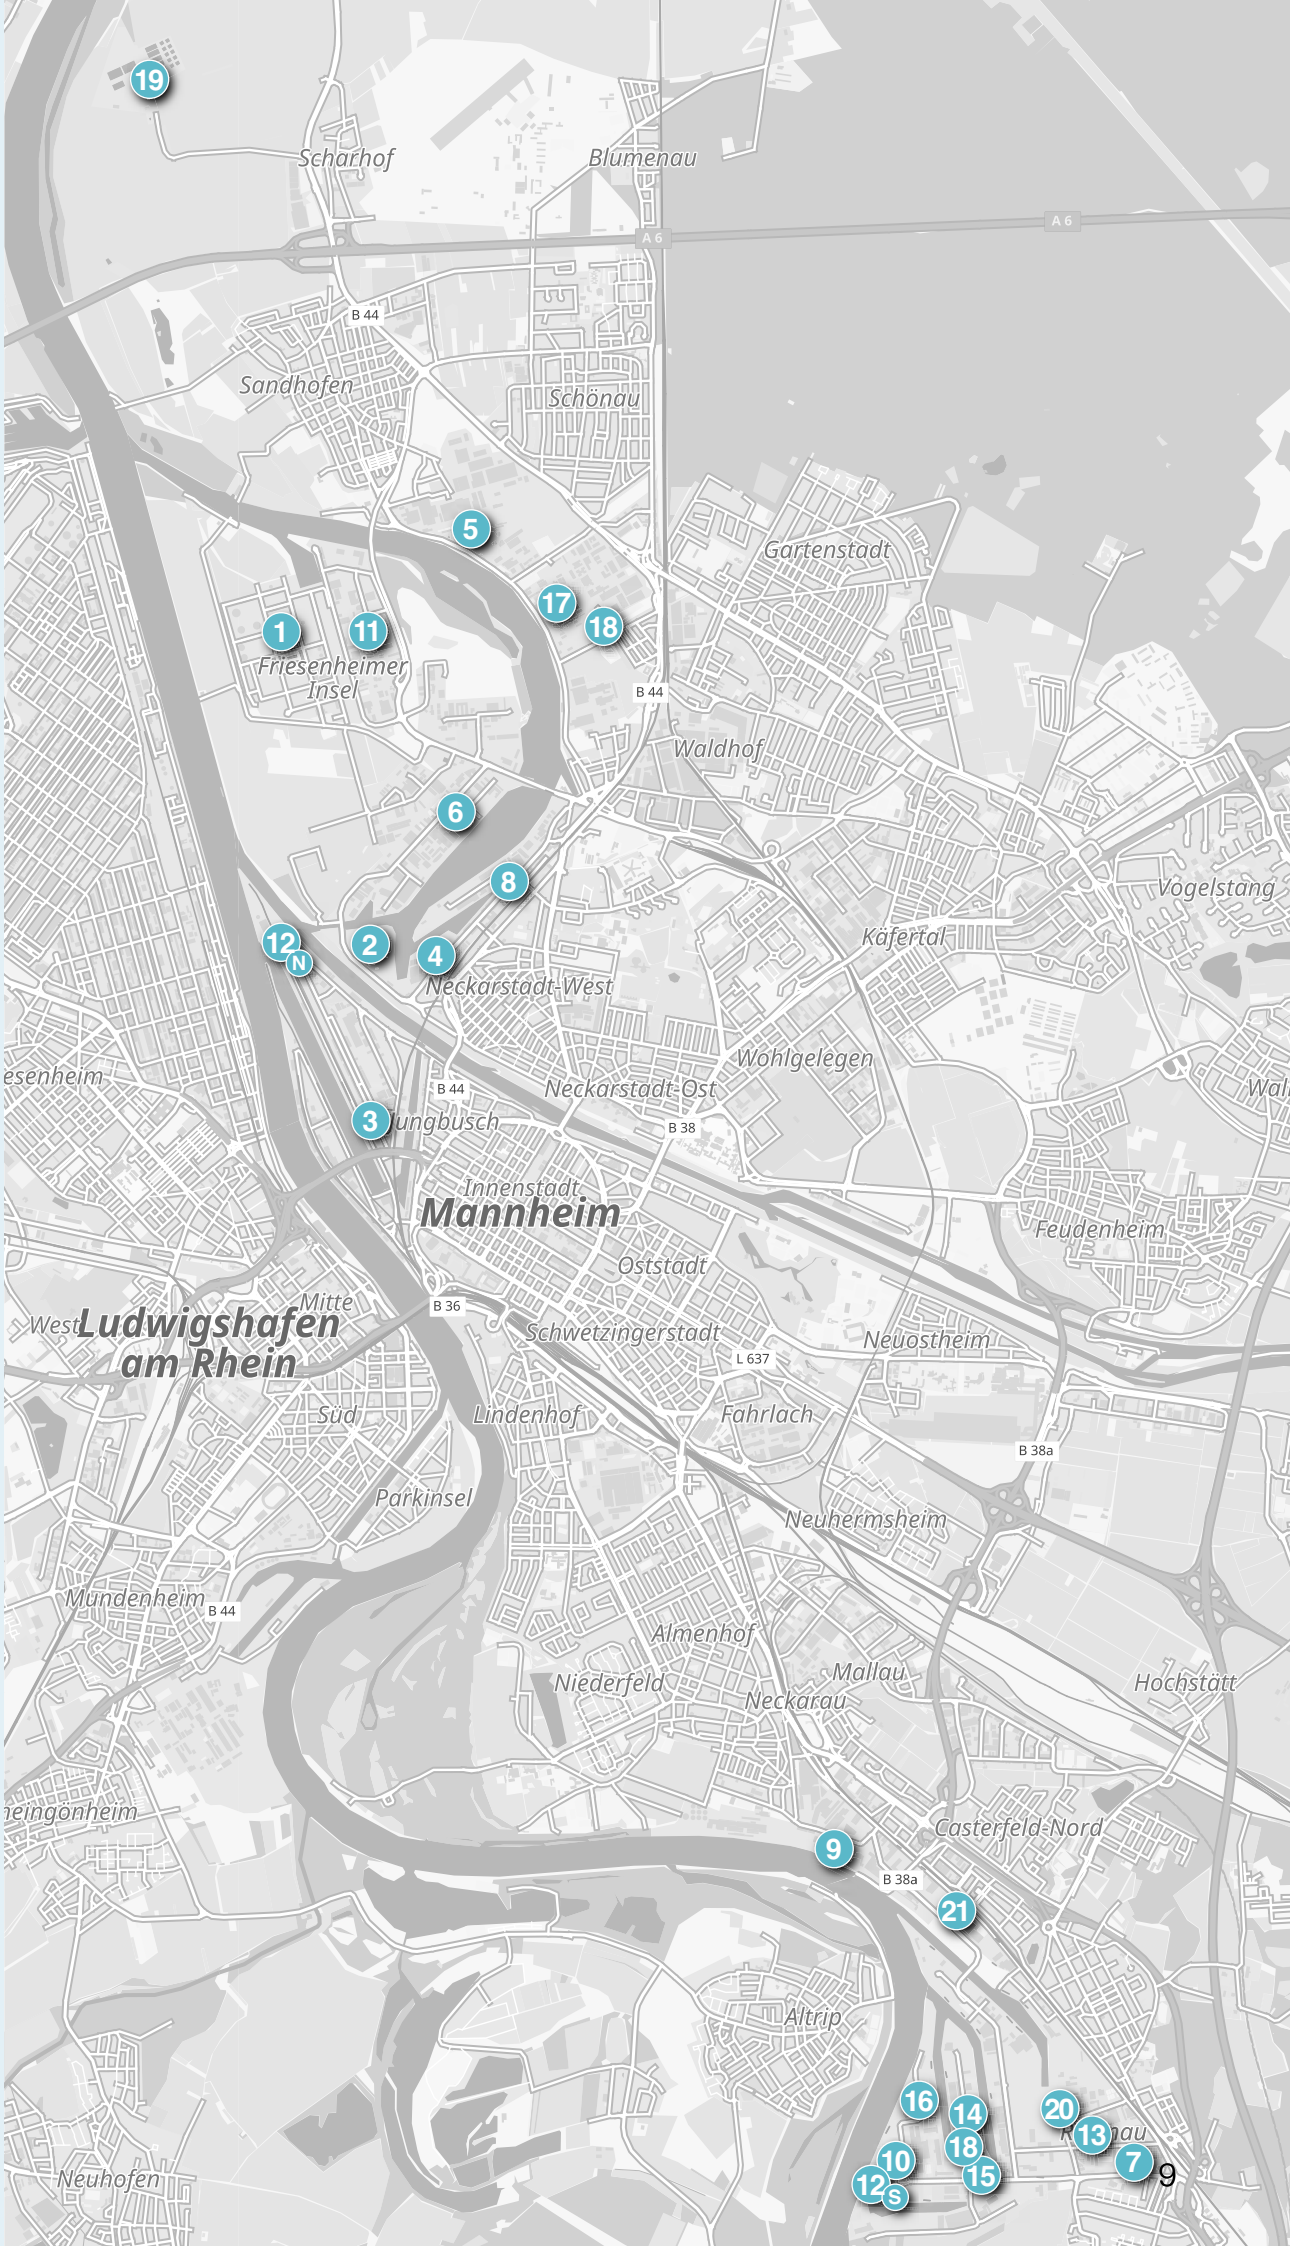 19
Scharhof
Blumenau
A 6
A 6
B 44
Sandhofen
Schönau
5
Gartenstadt
17
18
1
11
Friesenheimer
Insel
B 44
Waldhof
6
8
Vogelstang
Käfertal
12
N
2
4
Neckarstadt-West
Wohlgelegen
esenheim
B 44
Neckarstadt-Ost
Wal
3
Jungbusch
B 38
Innenstadt
Mannheim
Feudenheim
Oststadt
Mitte
B 36
West
Ludwigshafen
am Rhein
Schwetzingerstadt
Neuostheim
L 637
Süd
Lindenhof
Fahrlach
B 38a
Parkinsel
Neuhermsheim
Mundenheim
B 44
Almenhof
Mallau
Niederfeld
Neckarau
Hochstätt
heingönheim
Casterfeld-Nord
9
B 38a
21
Altrip
16
14
20
13
nau
18
10
7
9
15
12
S
Neuhofen